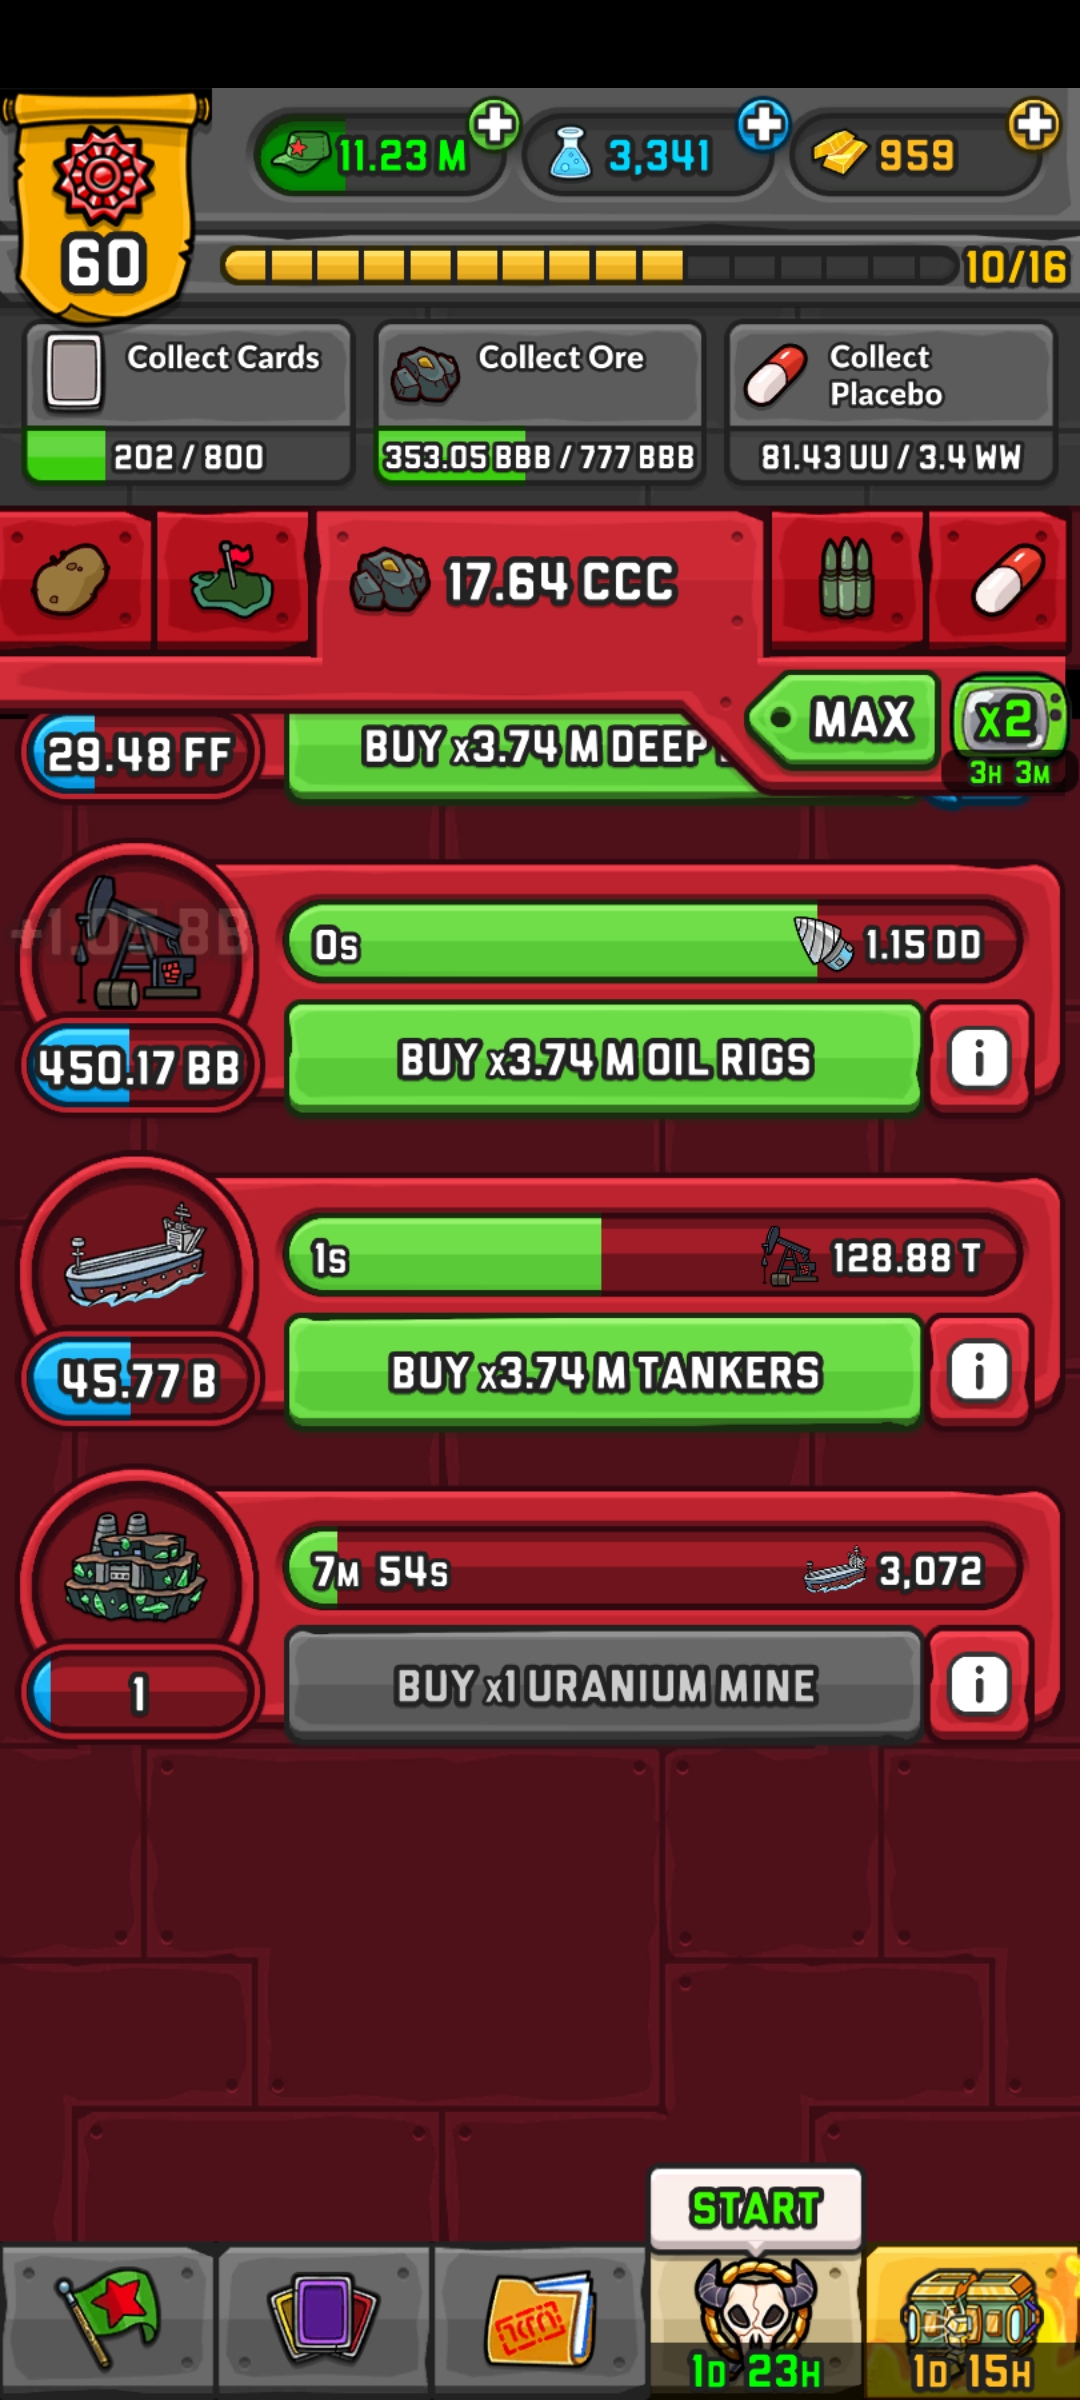 11.23 M
3,341
959
60
10/16
Collect Cards
Collect Ore
Collect
Placebo
202 / 800
353.05 BBB / 777 BBB
81.43 UU / 3.4 WW
17.64 CCC
MAX
x2
3H 3M
29.48 FF
BUY x3.74 M DEEP
+1.05 BB
0s
1.15 DD
450.17 BB
BUY x3.74 M OIL RIGS
i
1s
128.88 T
45.77 B
BUY x3.74 M TANKERS
i
7M 54s
3,072
1
BUY x1 URANIUM MINE
i
START
1D 23H
1D 15H